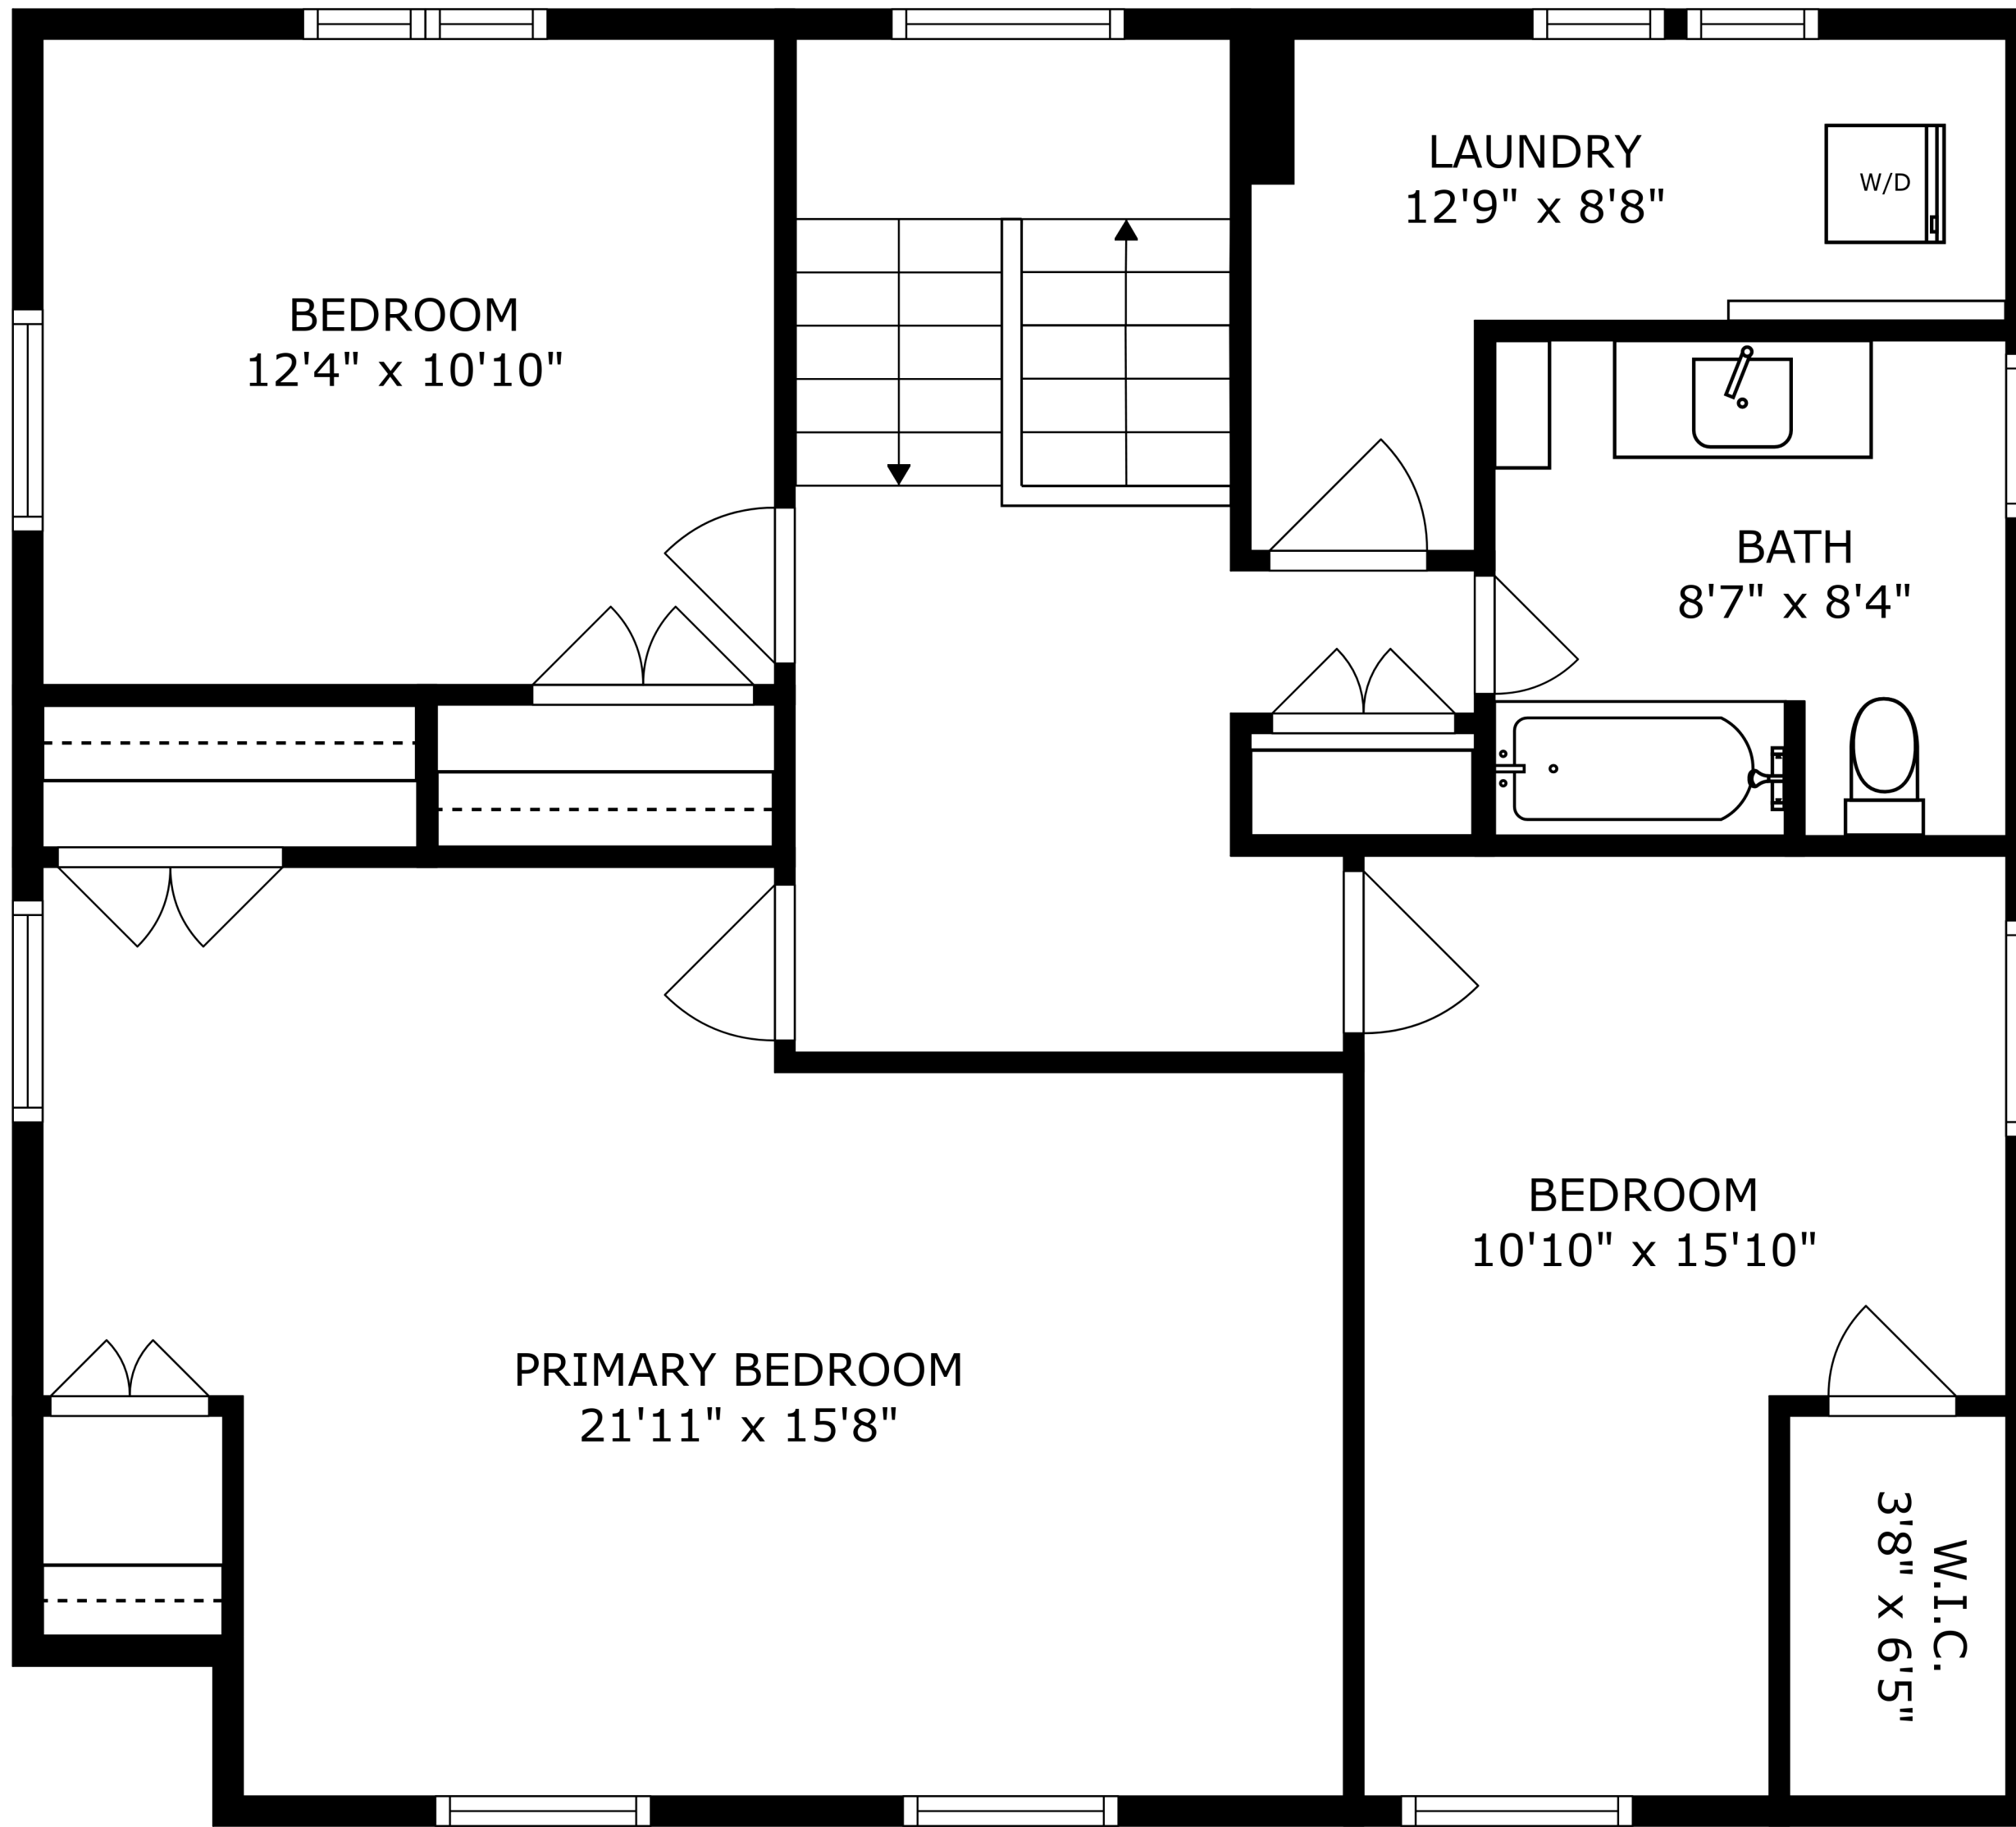 LAUNDRY
12'9" x 8'8"
W/D
BEDROOM
12'4" x 10'10"
BATH
8'7" x 8'4"
BEDROOM
10'10" x 15'10"
PRIMARY BEDROOM
21'11" x 15'8"
W.I.C.
3'8" x 6'5"